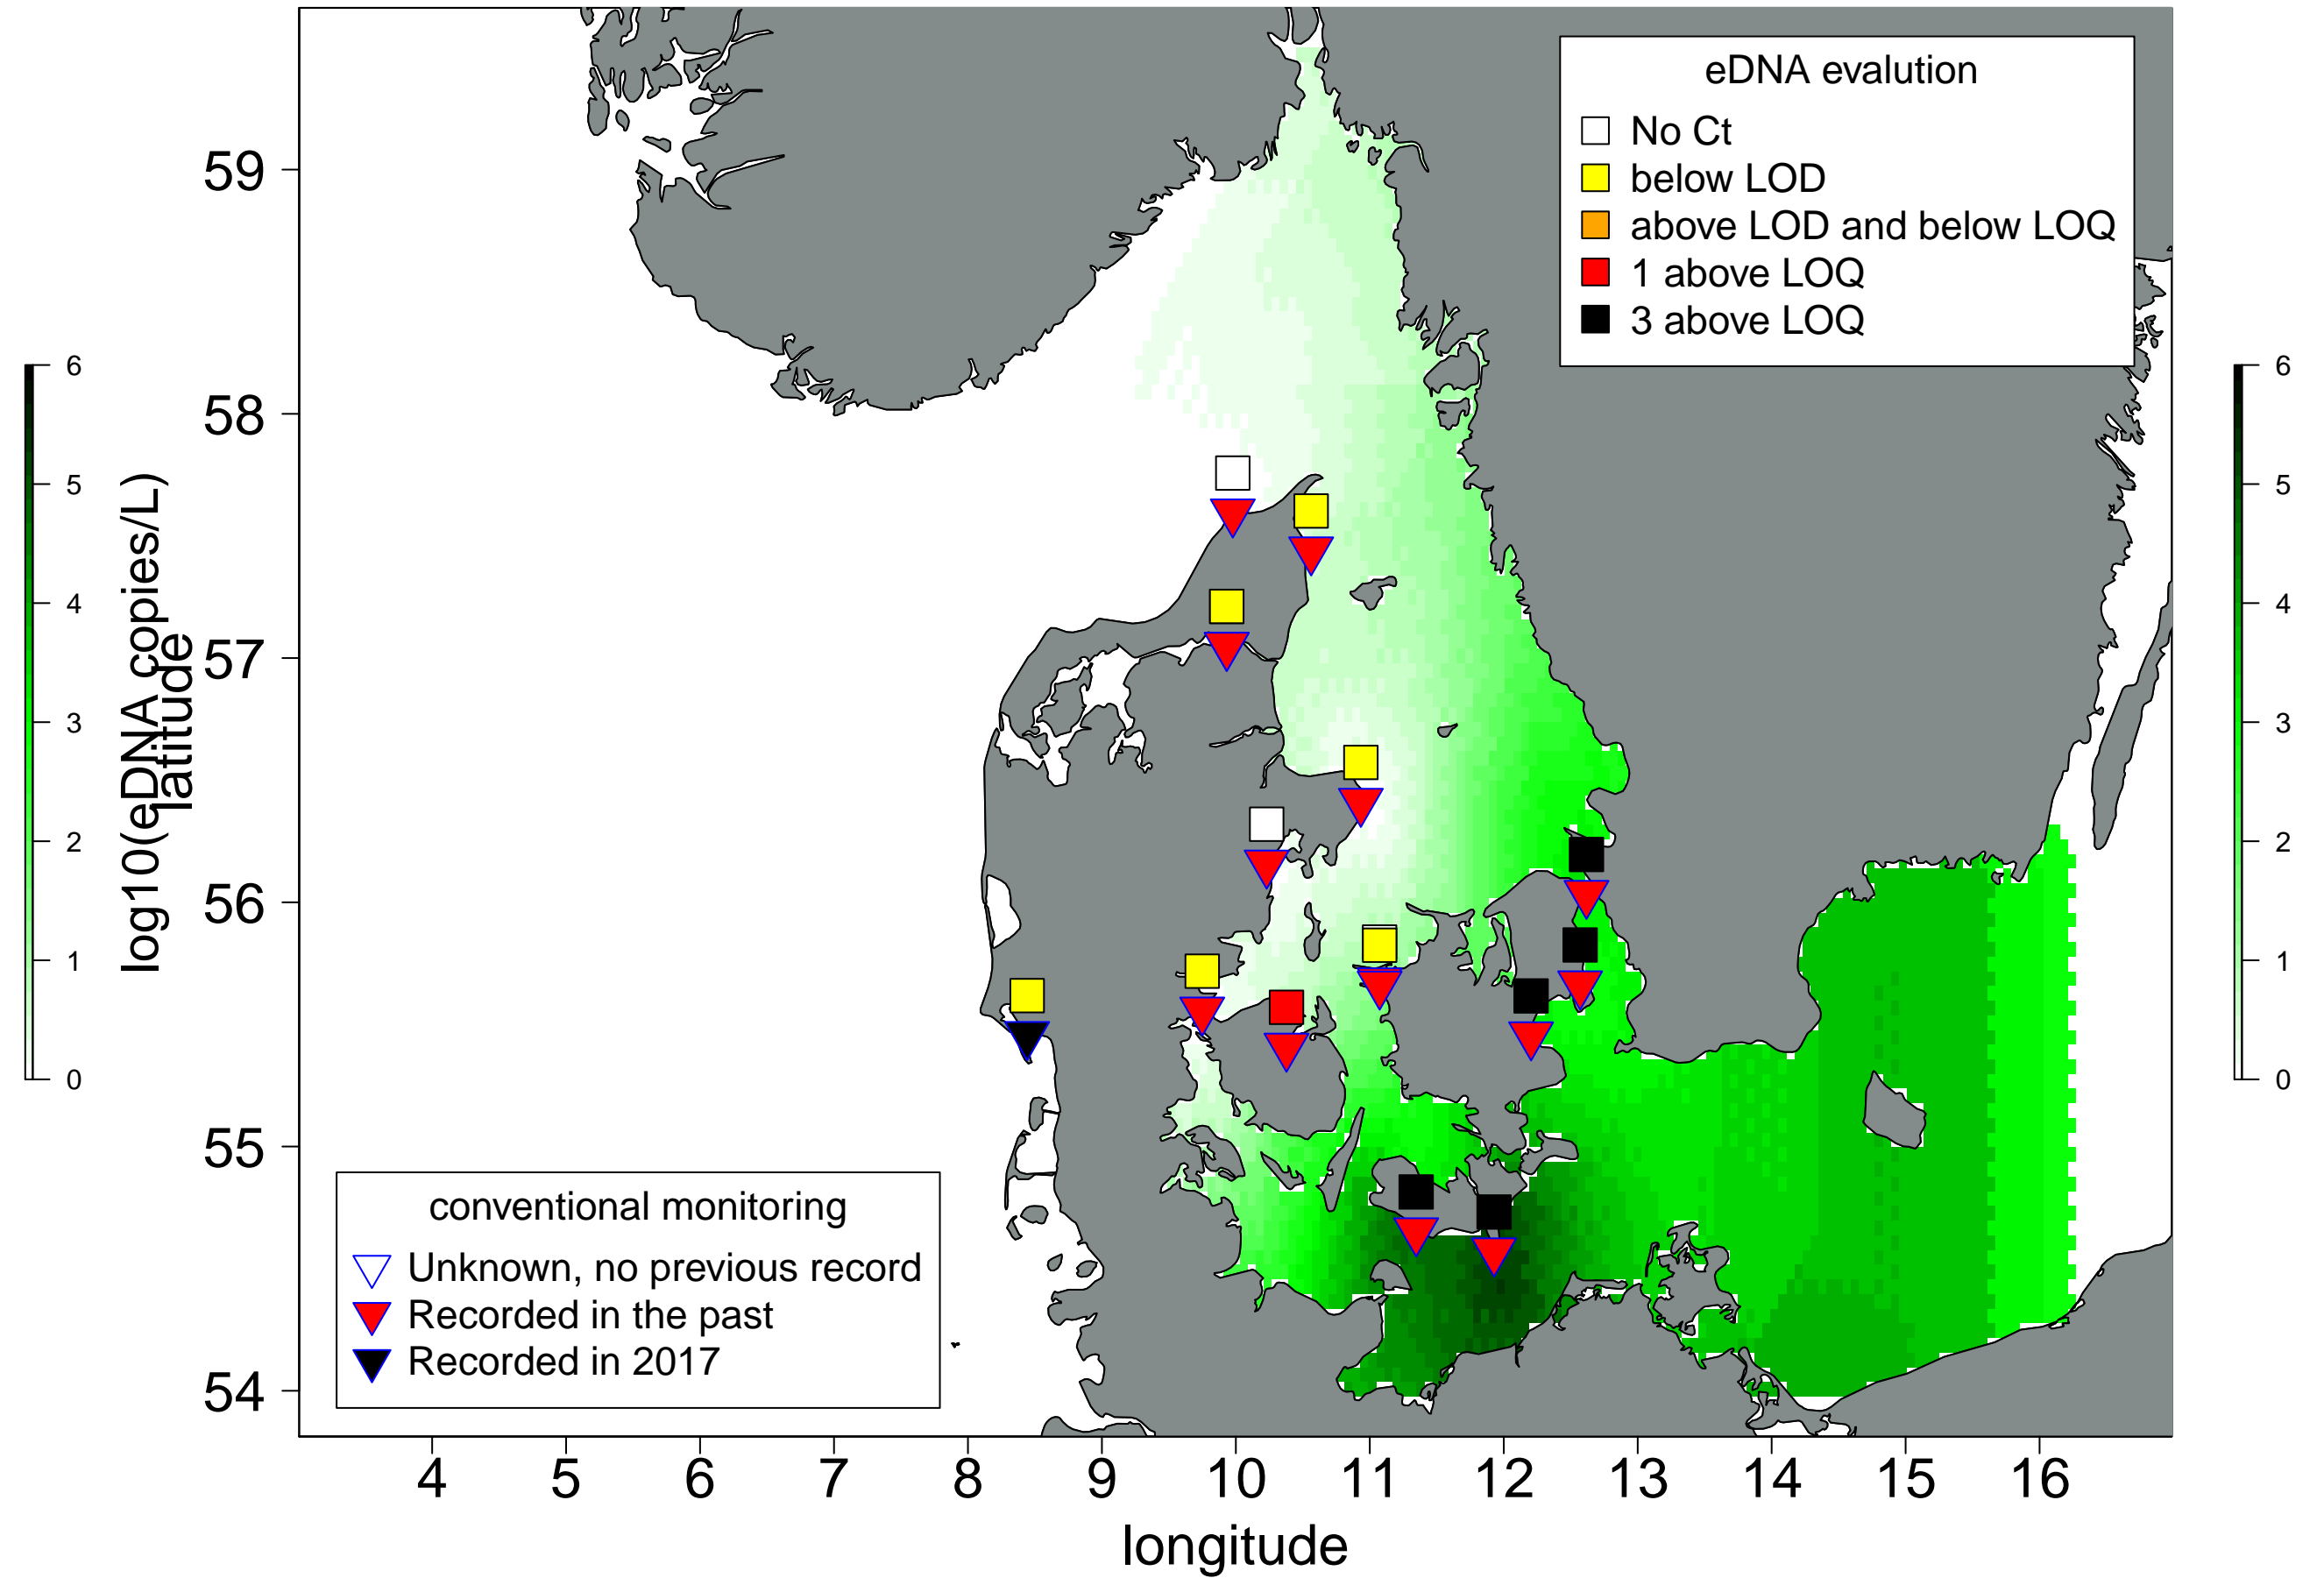 eDNA evalution
No Ct
below LOD
above LOD and below LOQ
1 above LOQ
3 above LOQ
59
58
57
56
55
54
latitude
log10(eDNA copies/L)
6
5
4
3
2
1
0
6
5
4
3
2
1
0
conventional monitoring
Unknown, no previous record
Recorded in the past
Recorded in 2017
4 5 6 7 8 9 10 11 12 13 14 15 16
longitude